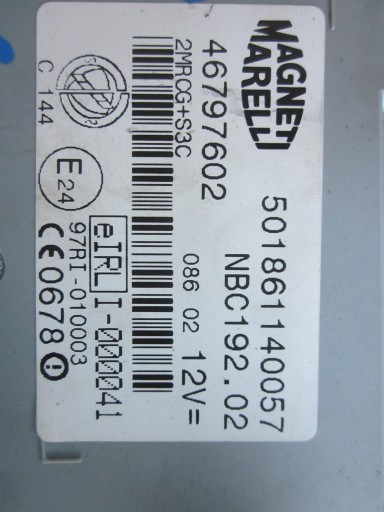 MAGNETI
MARELLI
501861140057
46797602
NBC192.02
2MRCG+S3C
086 02
12V=
C 144
E24
eIRL I-000041
97RI-010003
CE0678